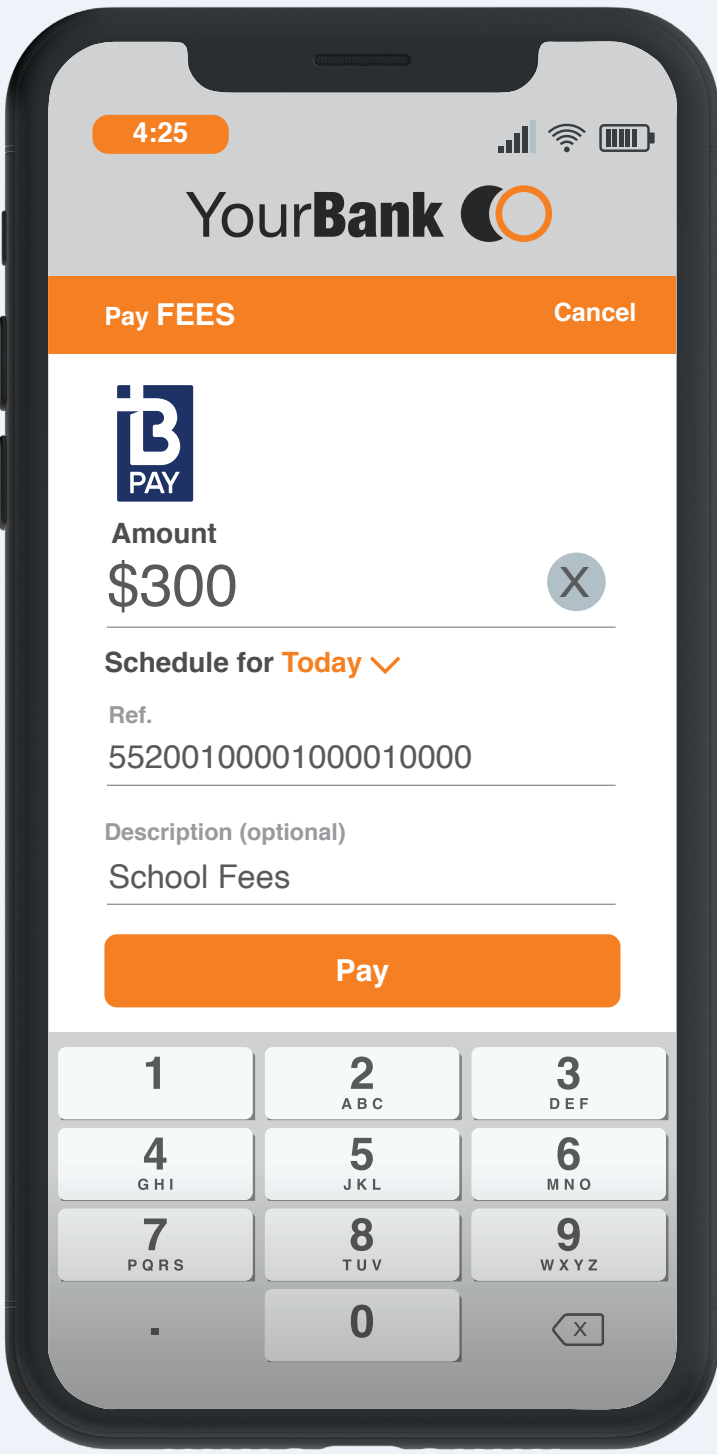 4:25
YourBank
Pay FEES Cancel
B
PAY
Amount
$300 X
Schedule for Today
Ref.
55200100001000010000
Description (optional)
School Fees
Pay
1 2 3
ABC DEF
4 5 6
GHI JKL MNO
7 8 9
PQRS TUV WXYZ
. 0 X